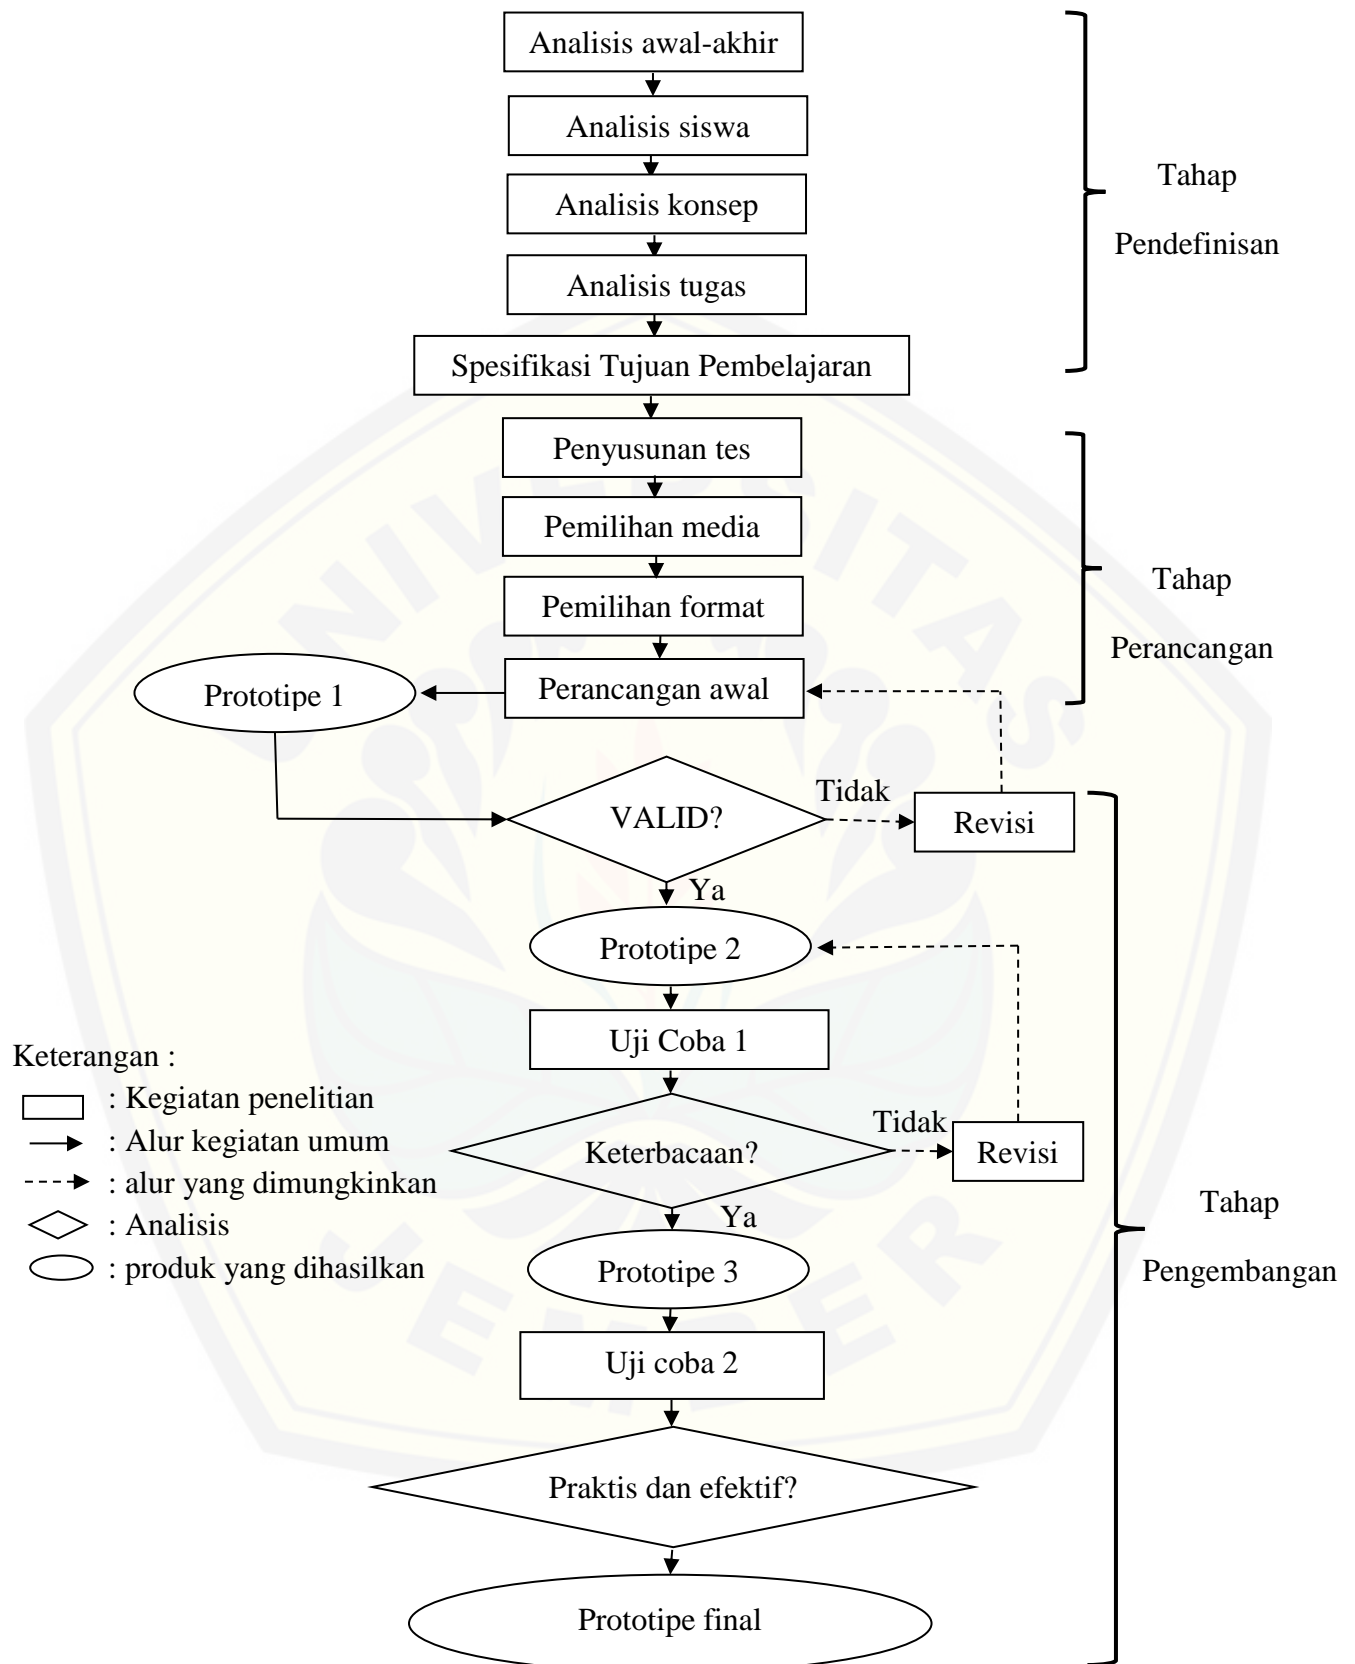 Analisis awal-akhir
Analisis siswa
Analisis konsep
Analisis tugas
Spesifikasi Tujuan Pembelajaran
Tahap
Pendefinisan
Penyusunan tes
Pemilihan media
Pemilihan format
Perancangan awal
Prototipe 1
Tahap
Perancangan
VALID?
Tidak
Revisi
Ya
Prototipe 2
Uji Coba 1
Keterbacaan?
Tidak
Revisi
Ya
Prototipe 3
Uji coba 2
Praktis dan efektif?
Prototipe final
Tahap
Pengembangan
Keterangan :
: Kegiatan penelitian
: Alur kegiatan umum
: alur yang dimungkinkan
: Analisis
: produk yang dihasilkan
UNIVERSITAS
JEMBER